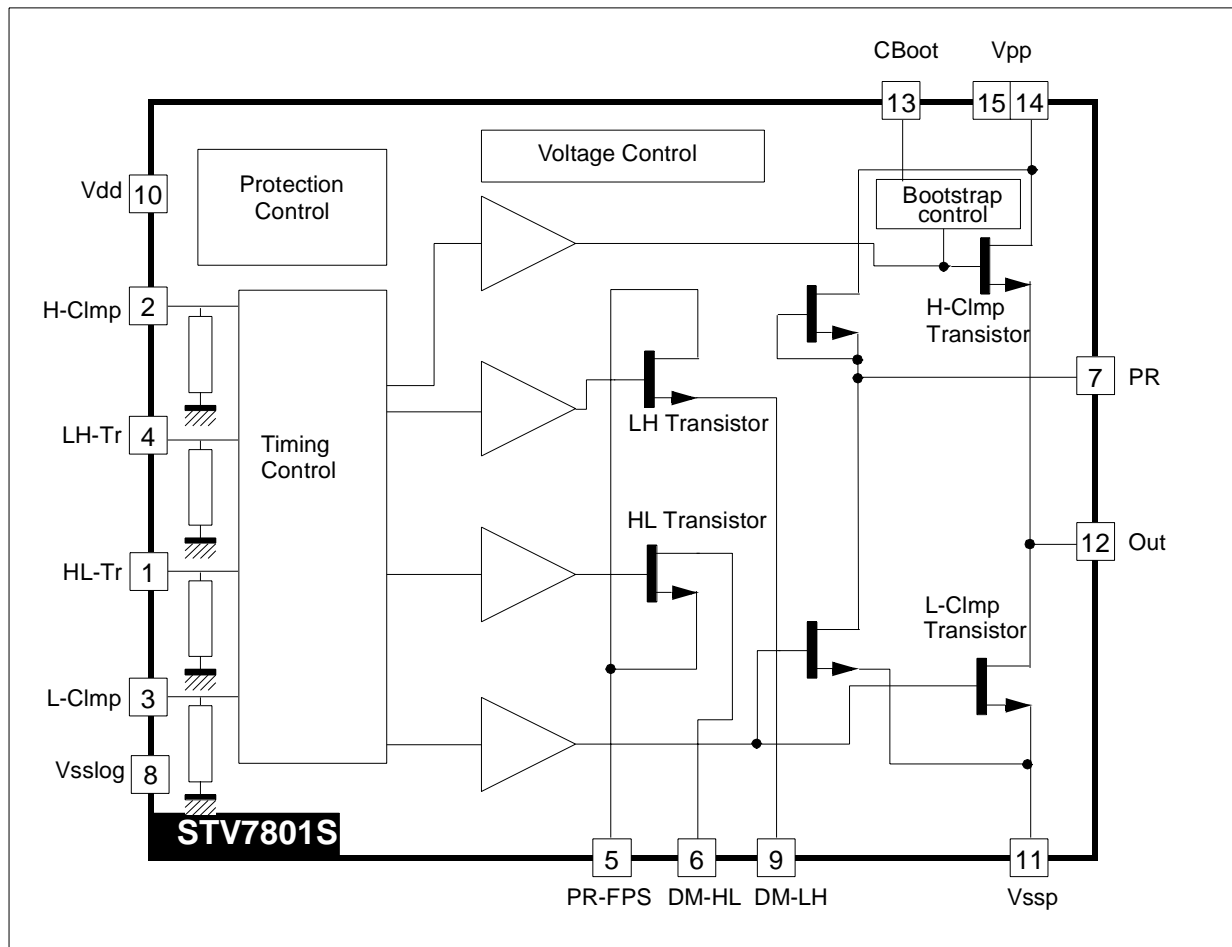 CBoot
Vpp
13
15
14
Voltage Control
Protection
Control
Vdd
10
Bootstrap
control
H-Clmp
2
H-Clmp
Transistor
7
PR
LH-Tr
4
Timing
Control
LH Transistor
HL Transistor
12
Out
HL-Tr
1
L-Clmp
Transistor
L-Clmp
3
Vsslog
8
STV7801S
5
6
9
11
PR-FPS
DM-HL
DM-LH
Vssp